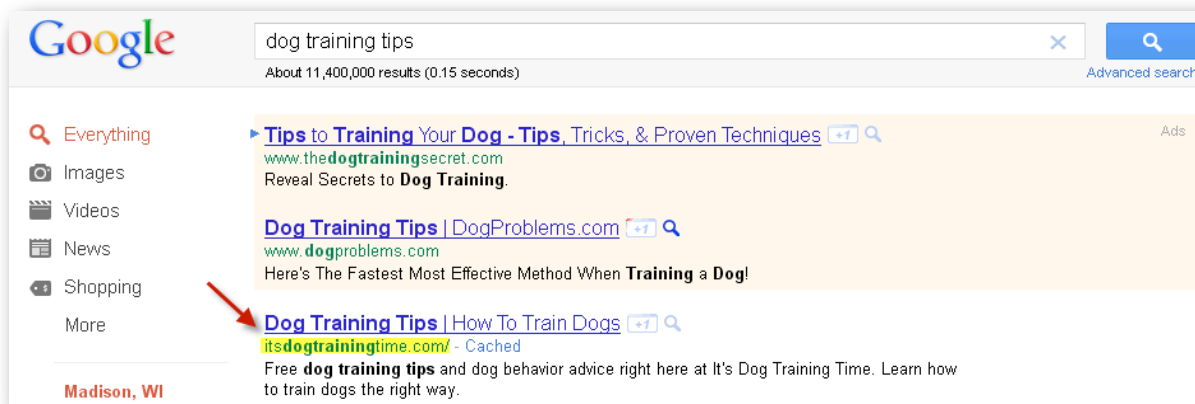 Google
dog training tips
About 11,400,000 results (0.15 seconds)
Advanced search
Everything
Images
Videos
News
Shopping
More
Madison, WI
Ads
Tips to Training Your Dog - Tips, Tricks, & Proven Techniques +1
www.thedogtrainingsecret.com
Reveal Secrets to Dog Training.
Dog Training Tips | DogProblems.com +1
www.dogproblems.com
Here's The Fastest Most Effective Method When Training a Dog!
Dog Training Tips | How To Train Dogs +1
itsdogtrainingtime.com/ - Cached
Free dog training tips and dog behavior advice right here at It's Dog Training Time. Learn how
to train dogs the right way.